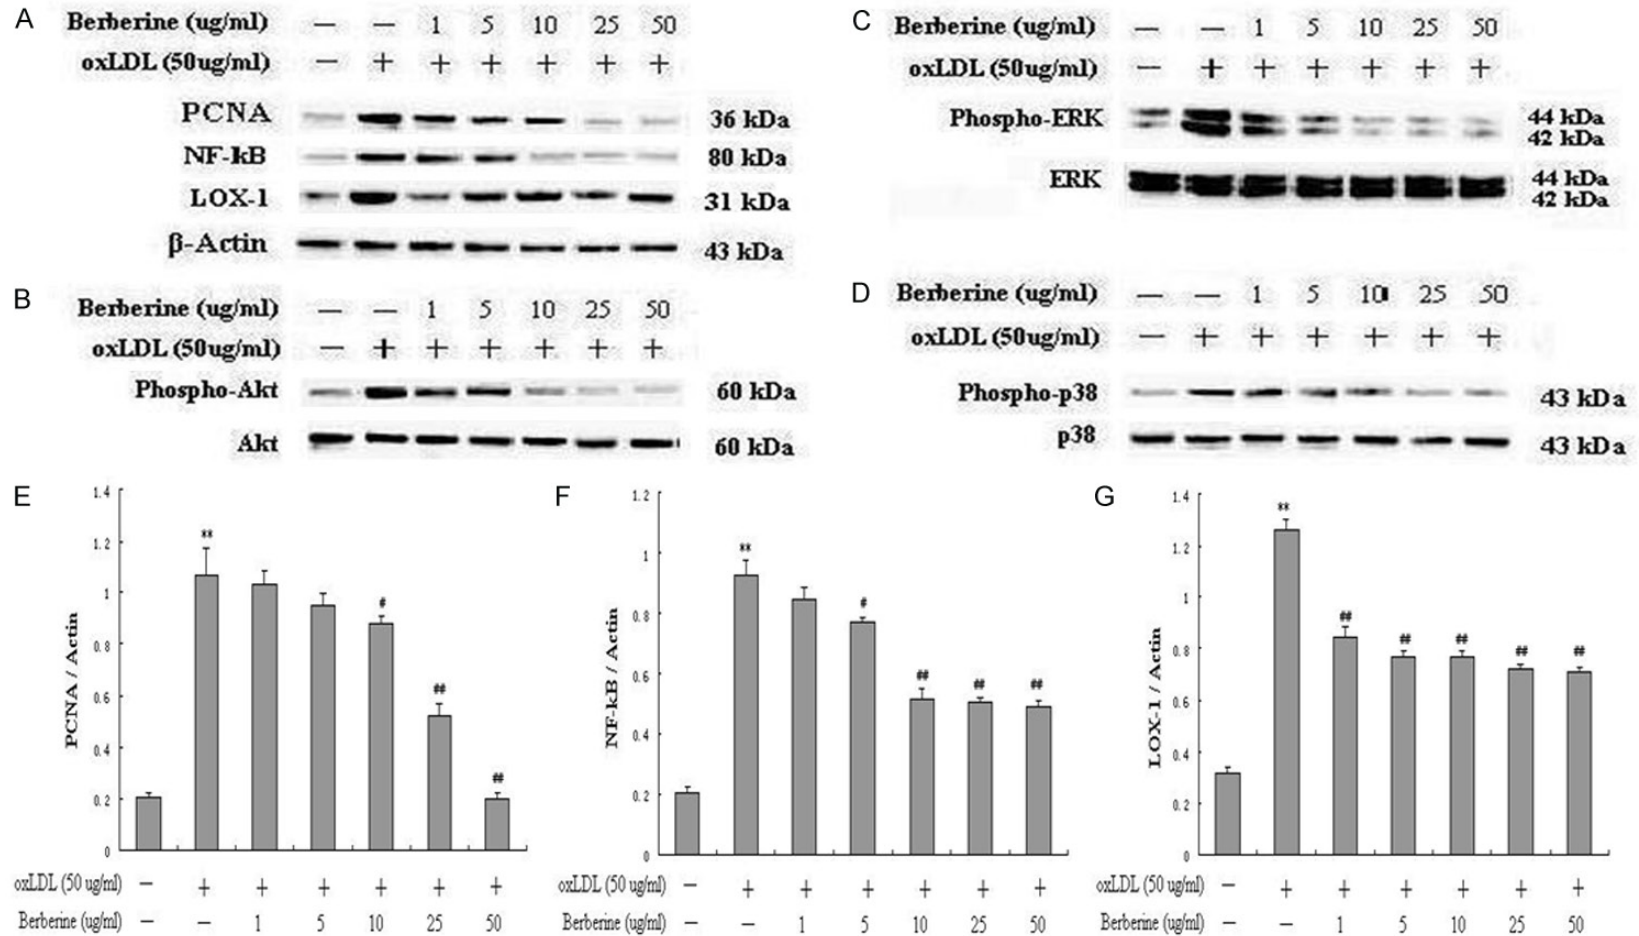 A
Berberine (ug/ml) — — 1 5 10 25 50
oxLDL (50ug/ml) — + + + + + +
PCNA 36 kDa
NF-kB 80 kDa
LOX-1 31 kDa
β-Actin 43 kDa
B
Berberine (ug/ml) — — 1 5 10 25 50
oxLDL (50ug/ml) — + + + + + +
Phospho-Akt 60 kDa
Akt 60 kDa
C
Berberine (ug/ml) — — 1 5 10 25 50
oxLDL (50ug/ml) — + + + + + +
Phospho-ERK 44 kDa
42 kDa
ERK 44 kDa
42 kDa
D
Berberine (ug/ml) — — 1 5 10 25 50
oxLDL (50ug/ml) — + + + + + +
Phospho-p38 43 kDa
p38 43 kDa
E
PCNA / Actin
1.4
1.2
1
0.8
0.6
0.4
0.2
0
**
#
##
##
oxLDL (50 ug/ml) — + + + + + +
Berberine (ug/ml) — — 1 5 10 25 50
F
NF-kB / Actin
1.2
1
0.8
0.6
0.4
0.2
0
**
#
##
##
##
oxLDL (50 ug/ml) — + + + + + +
Berberine (ug/ml) — — 1 5 10 25 50
G
LOX-1 / Actin
1.4
1.2
1
0.8
0.6
0.4
0.2
0
**
##
##
##
##
##
oxLDL (50 ug/ml) — + + + + + +
Berberine (ug/ml) — — 1 5 10 25 50